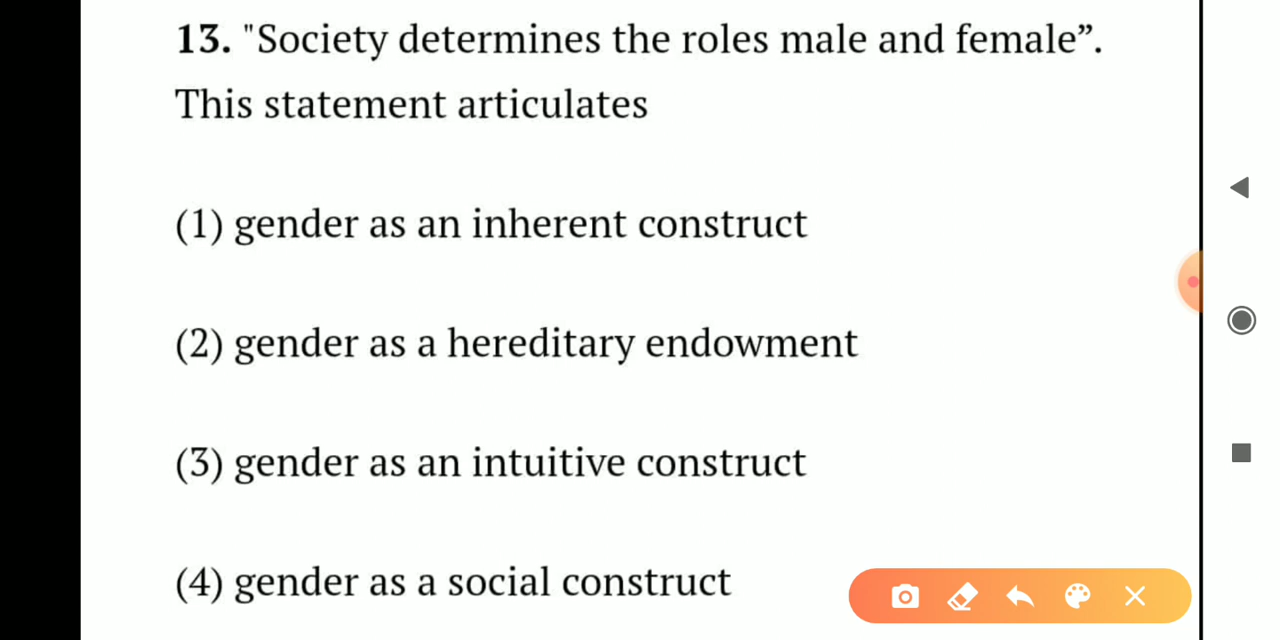 13. "Society determines the roles male and female”.
This statement articulates
(1) gender as an inherent construct
(2) gender as a hereditary endowment
(3) gender as an intuitive construct
(4) gender as a social construct